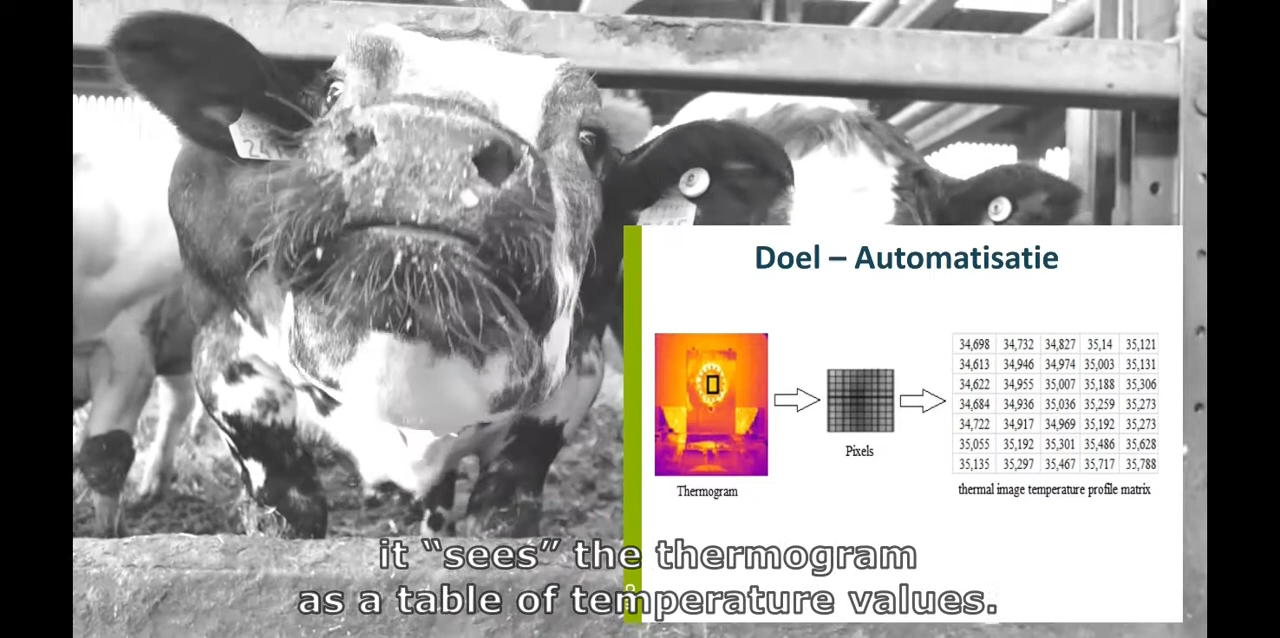 Doel – Automatisatie
34,698 34,732 34,827 35,14 35,121
34,613 34,946 34,974 35,003 35,131
34,622 34,955 35,007 35,188 35,306
34,684 34,936 35,036 35,259 35,273
34,722 34,917 34,969 35,192 35,273
35,055 35,192 35,301 35,486 35,628
35,135 35,297 35,467 35,717 35,788
Pixels
Thermogram
thermal image temperature profile matrix
it “sees” the thermogram
as a table of temperature values.